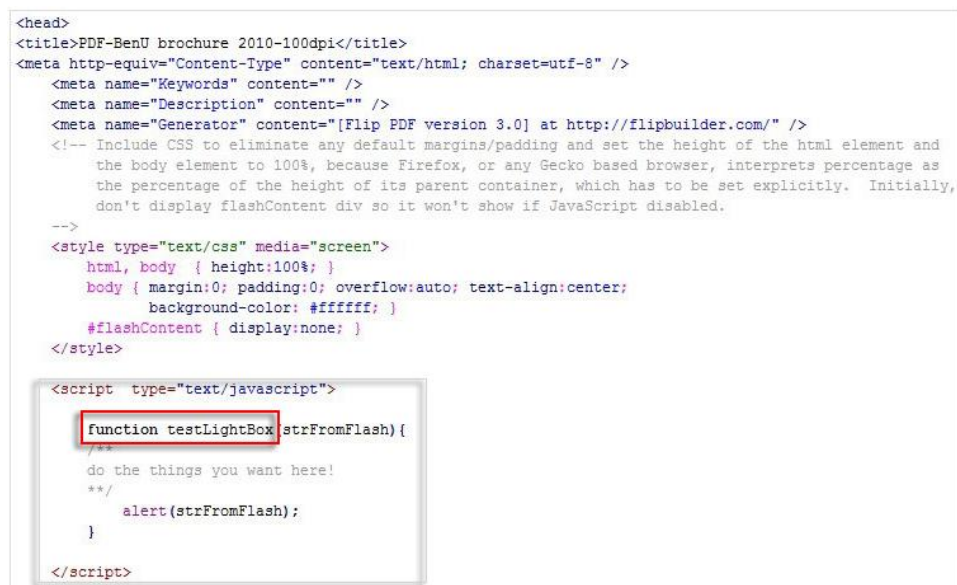 <head>
<title>PDF-BenU brochure 2010-100dpi</title>
<meta http-equiv="Content-Type" content="text/html; charset=utf-8" />
<meta name="Keywords" content="" />
<meta name="Description" content="" />
<meta name="Generator" content="[Flip PDF version 3.0] at http://flipbuilder.com/" />
<!-- Include CSS to eliminate any default margins/padding and set the height of the html element and
the body element to 100%, because Firefox, or any Gecko based browser, interprets percentage as
the percentage of the height of its parent container, which has to be set explicitly.  Initially,
don't display flashContent div so it won't show if JavaScript disabled.
-->
<style type="text/css" media="screen">
html, body  { height:100%; }
body { margin:0; padding:0; overflow:auto; text-align:center;
background-color: #ffffff; }
#flashContent { display:none; }
</style>
<script  type="text/javascript">
function testLightBox(strFromFlash){
/**
do the things you want here!
**/
alert(strFromFlash);
}
</script>